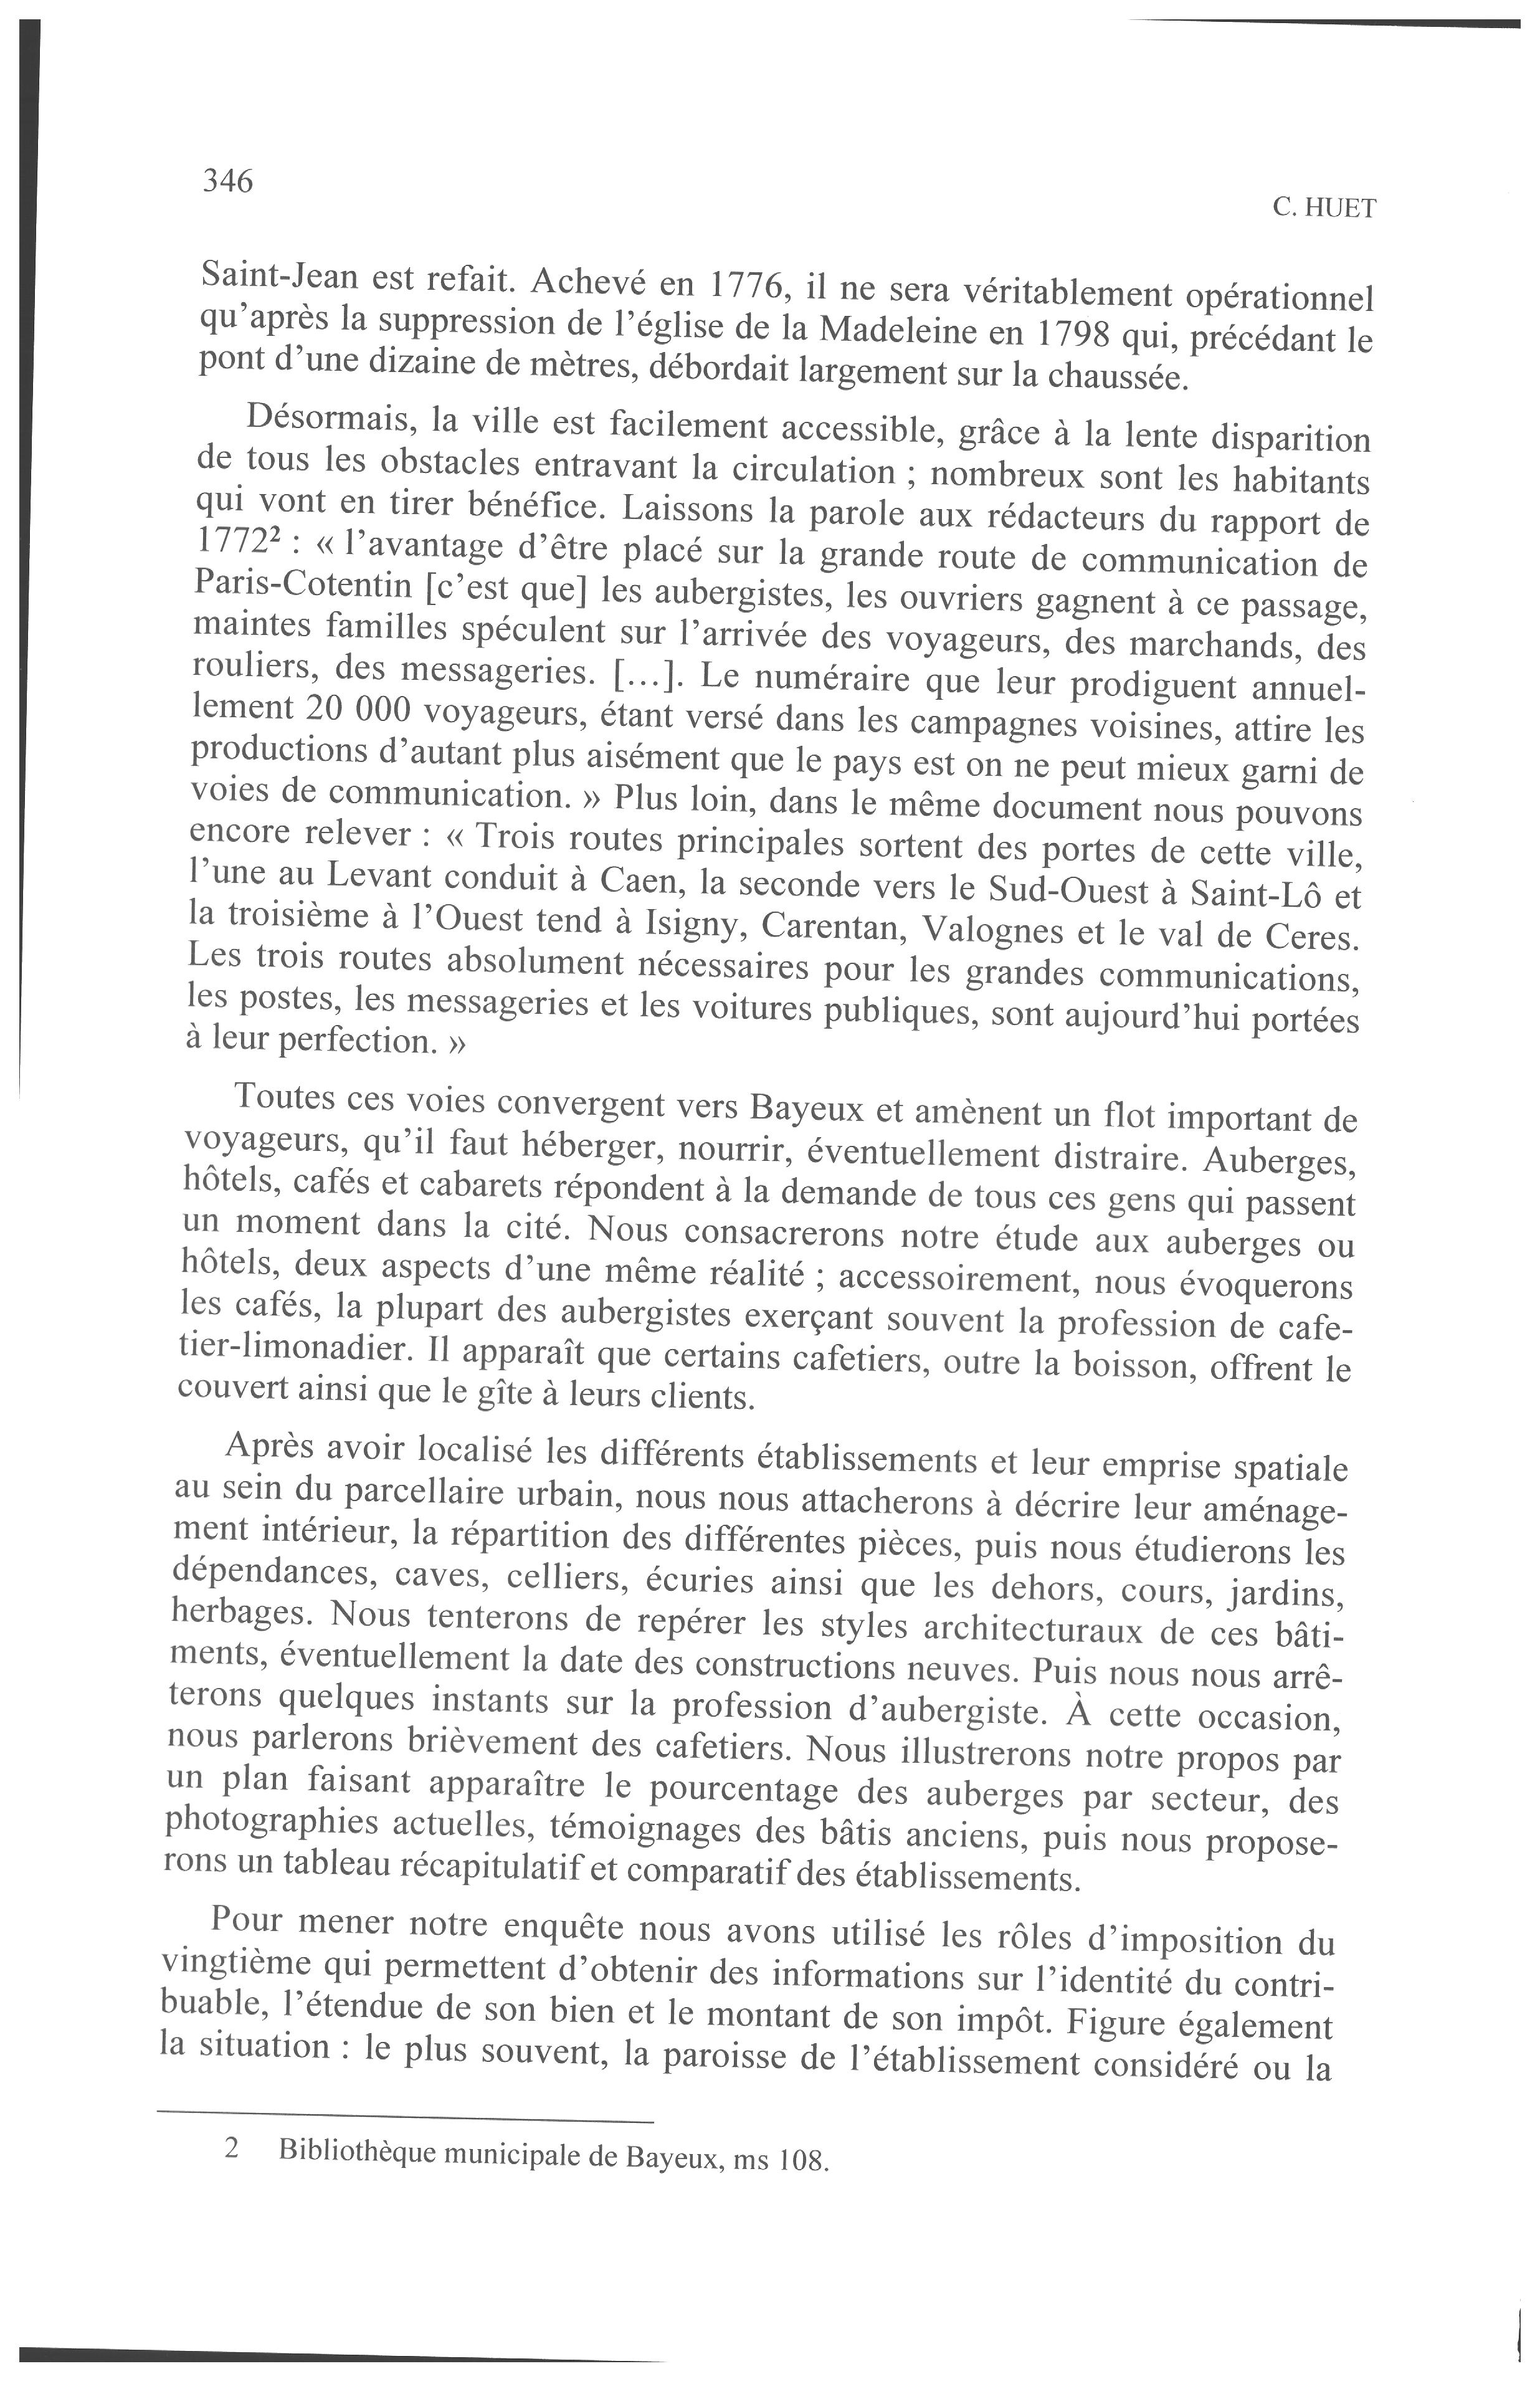 346
C. HUET
Saint-Jean est refait. Achevé en 1776, il ne sera véritablement opérationnel
qu'après la suppression de l'église de la Madeleine en 1798 qui, précédant le
pont d'une dizaine de mètres, débordait largement sur la chaussée.
Désormais, la ville est facilement accessible, grâce à la lente disparition
de tous les obstacles entravant la circulation ; nombreux sont les habitants
qui vont en tirer bénéfice. Laissons la parole aux rédacteurs du rapport de
1772² : « l'avantage d'être placé sur la grande route de communication de
Paris-Cotentin [c'est que] les aubergistes, les ouvriers gagnent à ce passage,
maintes familles spéculent sur l'arrivée des voyageurs, des marchands, des
rouliers, des messageries. [...]. Le numéraire que leur prodiguent annuel-
lement 20 000 voyageurs, étant versé dans les campagnes voisines, attire les
productions d'autant plus aisément que le pays est on ne peut mieux garni de
voies de communication. » Plus loin, dans le même document nous pouvons
encore relever : « Trois routes principales sortent des portes de cette ville,
l'une au Levant conduit à Caen, la seconde vers le Sud-Ouest à Saint-Lô et
la troisième à l'Ouest tend à Isigny, Carentan, Valognes et le val de Ceres.
Les trois routes absolument nécessaires pour les grandes communications,
les postes, les messageries et les voitures publiques, sont aujourd'hui portées
à leur perfection. »
Toutes ces voies convergent vers Bayeux et amènent un flot important de
voyageurs, qu'il faut héberger, nourrir, éventuellement distraire. Auberges,
hôtels, cafés et cabarets répondent à la demande de tous ces gens qui passent
un moment dans la cité. Nous consacrerons notre étude aux auberges ou
hôtels, deux aspects d'une même réalité ; accessoirement, nous évoquerons
les cafés, la plupart des aubergistes exerçant souvent la profession de cafe-
tier-limonadier. Il apparaît que certains cafetiers, outre la boisson, offrent le
couvert ainsi que le gîte à leurs clients.
Après avoir localisé les différents établissements et leur emprise spatiale
au sein du parcellaire urbain, nous nous attacherons à décrire leur aménage-
ment intérieur, la répartition des différentes pièces, puis nous étudierons les
dépendances, caves, celliers, écuries ainsi que les dehors, cours, jardins,
herbages. Nous tenterons de repérer les styles architecturaux de ces bâti-
ments, éventuellement la date des constructions neuves. Puis nous nous arrê-
terons quelques instants sur la profession d'aubergiste. À cette occasion,
nous parlerons brièvement des cafetiers. Nous illustrerons notre propos par
un plan faisant apparaître le pourcentage des auberges par secteur, des
photographies actuelles, témoignages des bâtis anciens, puis nous propose-
rons un tableau récapitulatif et comparatif des établissements.
Pour mener notre enquête nous avons utilisé les rôles d'imposition du
vingtième qui permettent d'obtenir des informations sur l'identité du contri-
buable, l'étendue de son bien et le montant de son impôt. Figure également
la situation : le plus souvent, la paroisse de l'établissement considéré ou la
2 Bibliothèque municipale de Bayeux, ms 108.